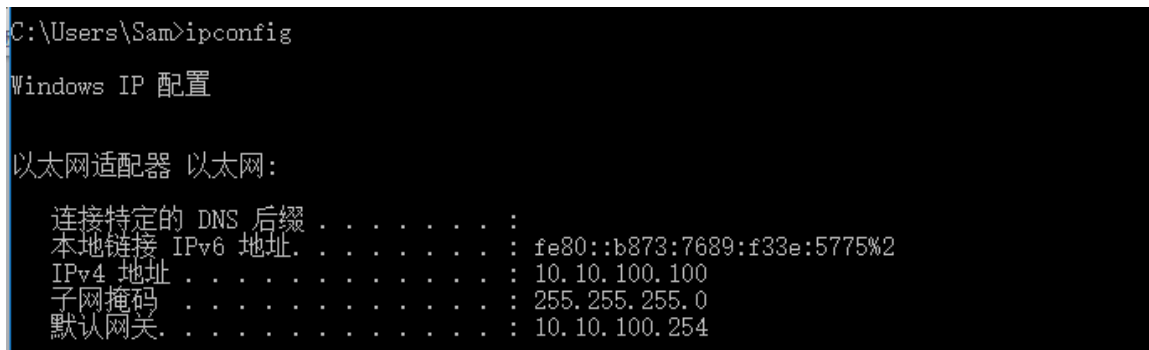 C:\Users\Sam>ipconfig
Windows IP 配置
以太网适配器 以太网:
连接特定的 DNS 后缀 . . . . . . . :
本地链接 IPv6 地址. . . . . . . . : fe80::b873:7689:f33e:5775%2
IPv4 地址 . . . . . . . . . . . . : 10.10.100.100
子网掩码 . . . . . . . . . . . . : 255.255.255.0
默认网关. . . . . . . . . . . . . : 10.10.100.254